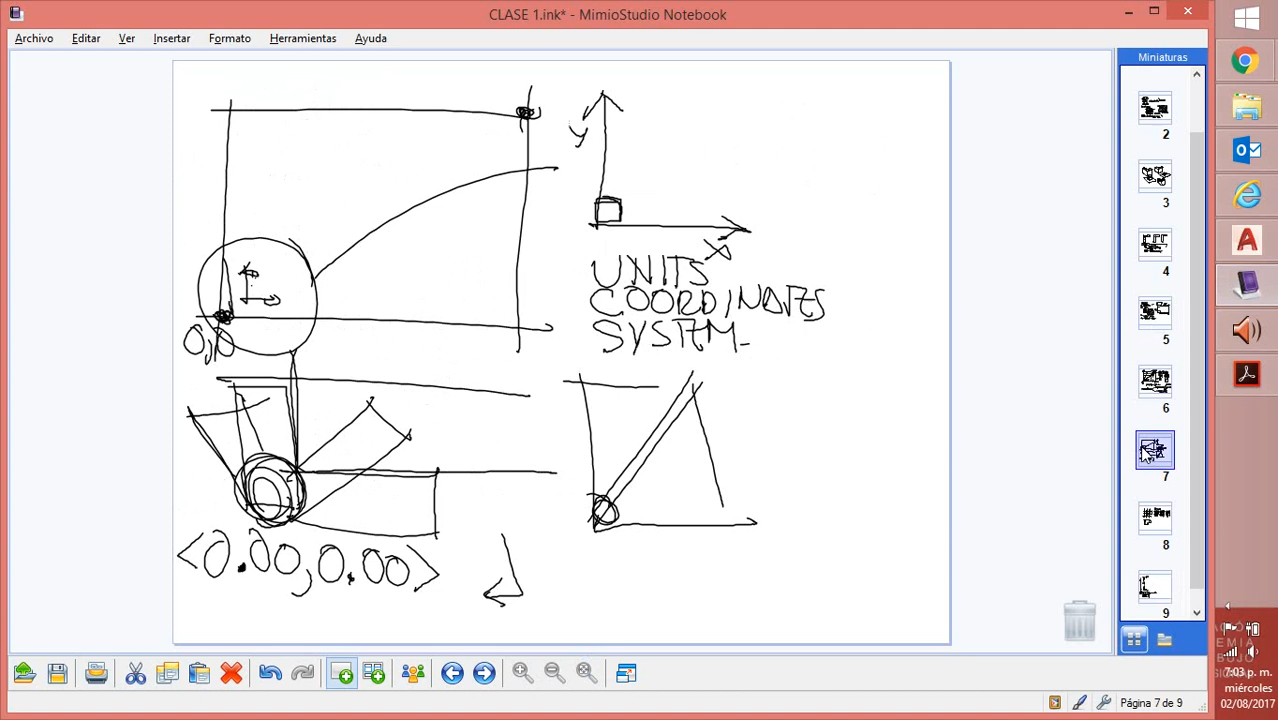 CLASE 1.ink* - MimioStudio Notebook
Archivo Editar Ver Insertar Formato Herramientas Ayuda
Miniaturas
2
3
4
5
6
7
8
9
y
X
UNITS
COORDINATES
SYSTEM
0,0
<0.00,0.00>
Página 7 de 9
7:03 p. m.
miércoles
02/08/2017